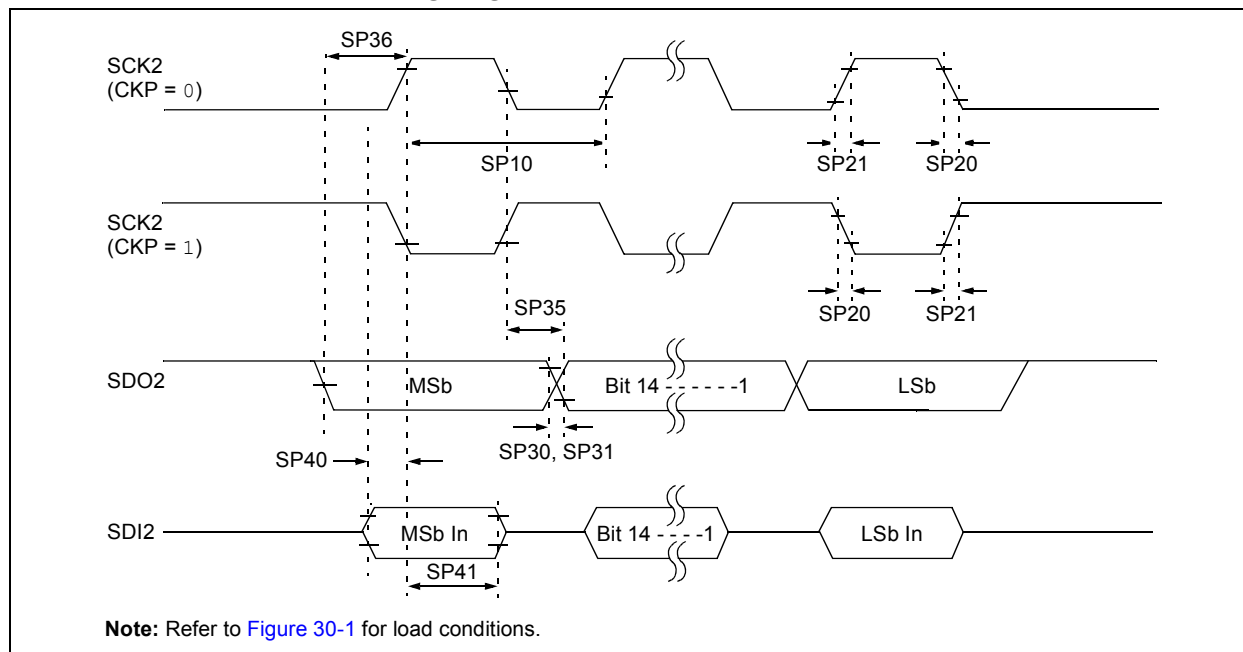 SP36
SCK2
(CKP = 0)
SP10
SP21
SP20
SCK2
(CKP = 1)
SP35
SP20
SP21
SDO2
MSb
Bit 14 - - - - - -1
LSb
SP30, SP31
SP40
SDI2
MSb In
Bit 14 - - - -1
LSb In
SP41
Note: Refer to Figure 30-1 for load conditions.